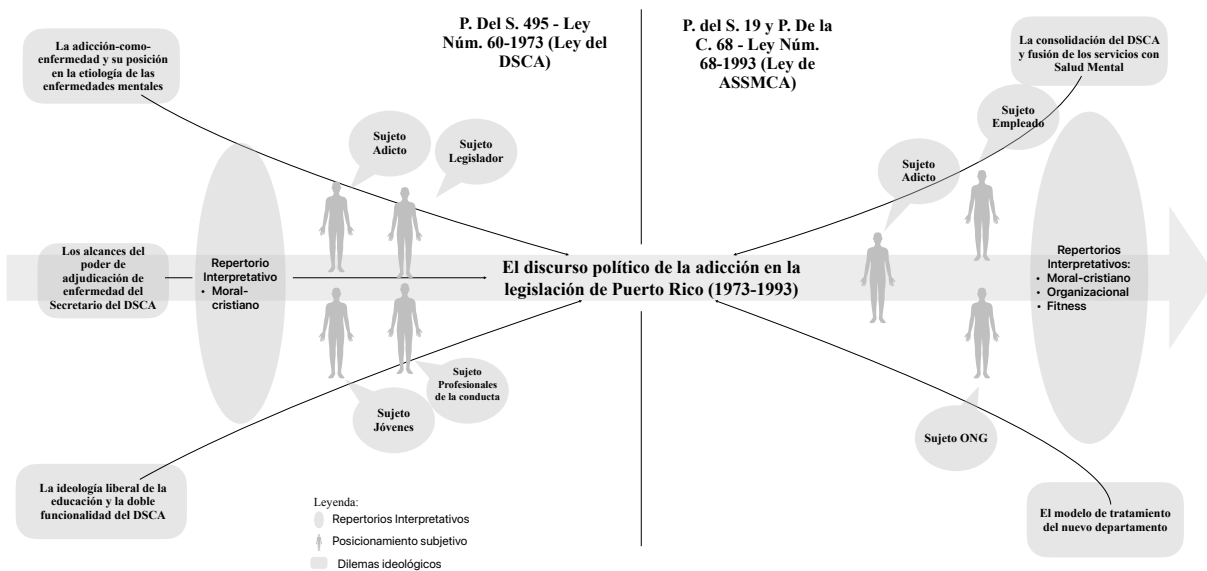 P. Del S. 495 - Ley
Núm. 60-1973 (Ley del
DSCA)
P. del S. 19 y P. De la
C. 68 - Ley Núm.
68-1993 (Ley de
ASSMCA)
La adicción-como-
enfermedad y su posición
en la etiología de las
enfermedades mentales
La consolidación del DSCA
y fusión de los servicios con
Salud Mental
Sujeto
Adicto
Sujeto
Legislador
Sujeto
Empleado
Sujeto
Adicto
Los alcances del
poder de
adjudicación de
enfermedad del
Secretario del DSCA
Repertorio
Interpretativo
• Moral-
cristiano
El discurso político de la adicción en la
legislación de Puerto Rico (1973-1993)
Repertorios
Interpretativos:
• Moral-cristiano
• Organizacional
• Fitness
Sujeto
Profesionales
de la conducta
Sujeto
Jóvenes
Sujeto ONG
La ideología liberal de la
educación y la doble
funcionalidad del DSCA
El modelo de tratamiento
del nuevo departamento
Leyenda:
Repertorios Interpretativos
Posicionamiento subjetivo
Dilemas ideológicos